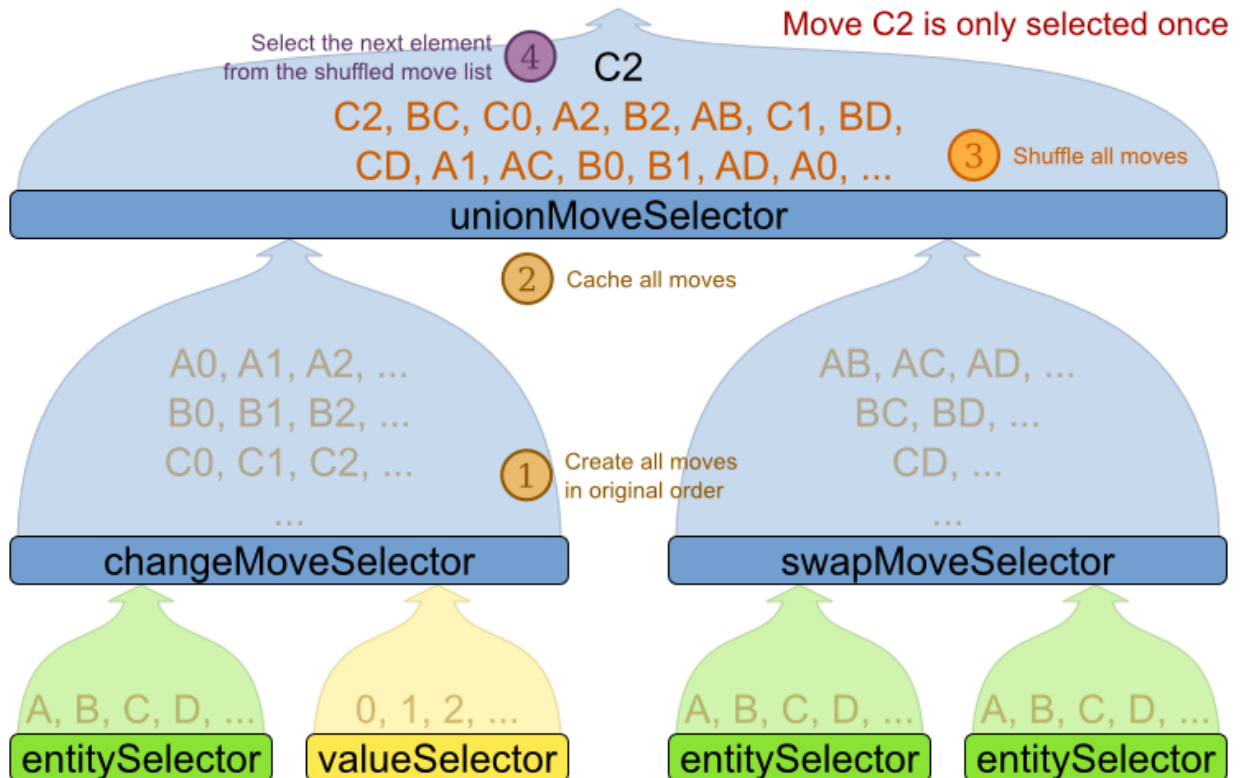 Move C2 is only selected once
Select the next element
from the shuffled move list
4
C2
C2, BC, C0, A2, B2, AB, C1, BD,
CD, A1, AC, B0, B1, AD, A0, ...
3
Shuffle all moves
unionMoveSelector
2
Cache all moves
A0, A1, A2, ...
B0, B1, B2, ...
C0, C1, C2, ...
...
1
Create all moves
in original order
AB, AC, AD, ...
BC, BD, ...
CD, ...
...
changeMoveSelector
swapMoveSelector
A, B, C, D, ...
0, 1, 2, ...
A, B, C, D, ...
A, B, C, D, ...
entitySelector
valueSelector
entitySelector
entitySelector